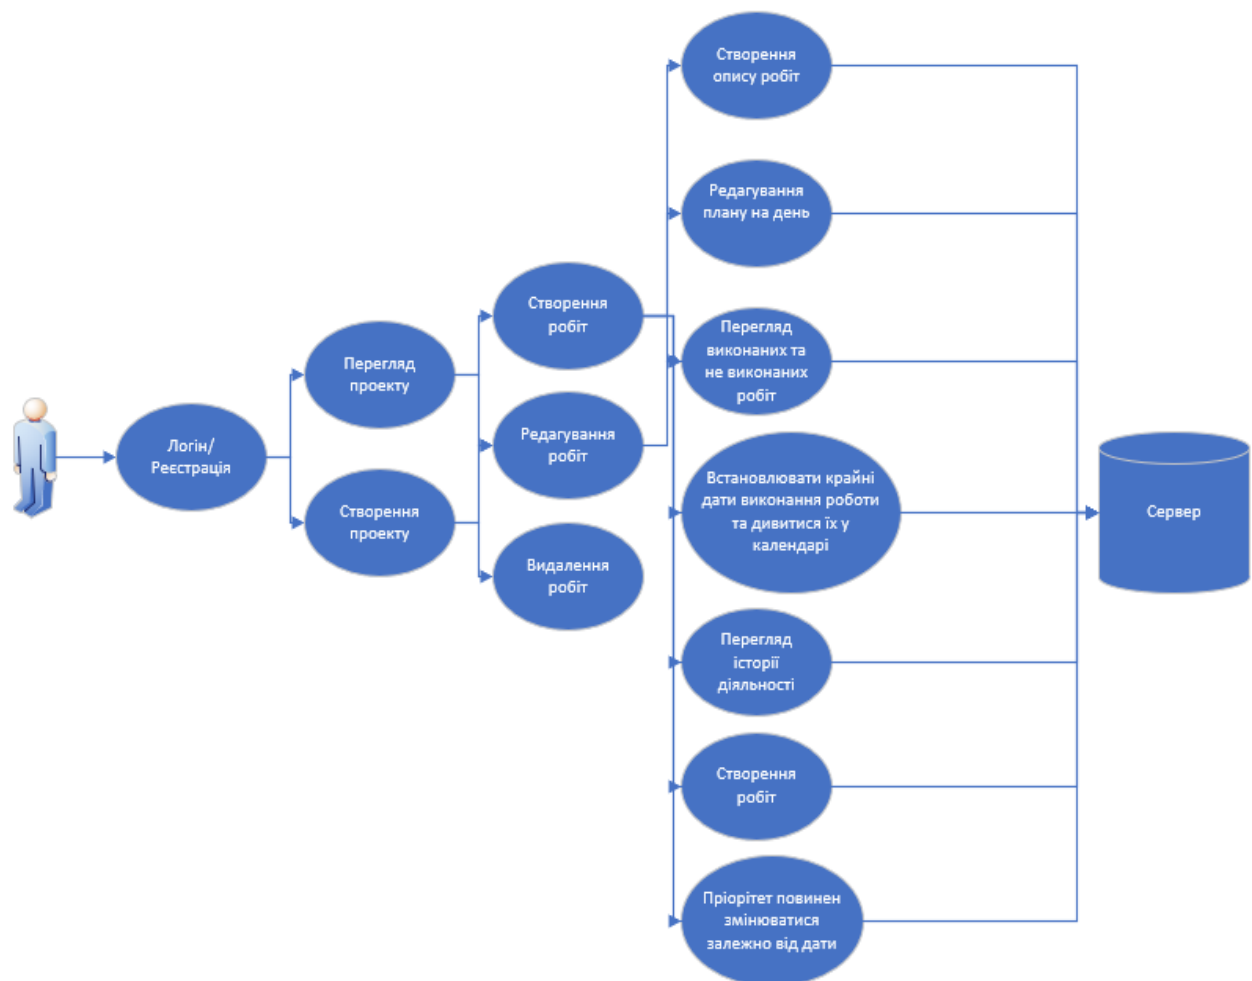 Логін/
Реєстрація
Перегляд
проекту
Створення
проекту
Створення
робіт
Редагування
робіт
Видалення
робіт
Створення
опису робіт
Редагування
плану на день
Перегляд
виконаних та
не виконаних
робіт
Встановлювати крайні
дати виконання роботи
та дивитися їх у
календарі
Перегляд
історії
діяльності
Створення
робіт
Пріорітет повинен
змінюватися
залежно від дати
Сервер